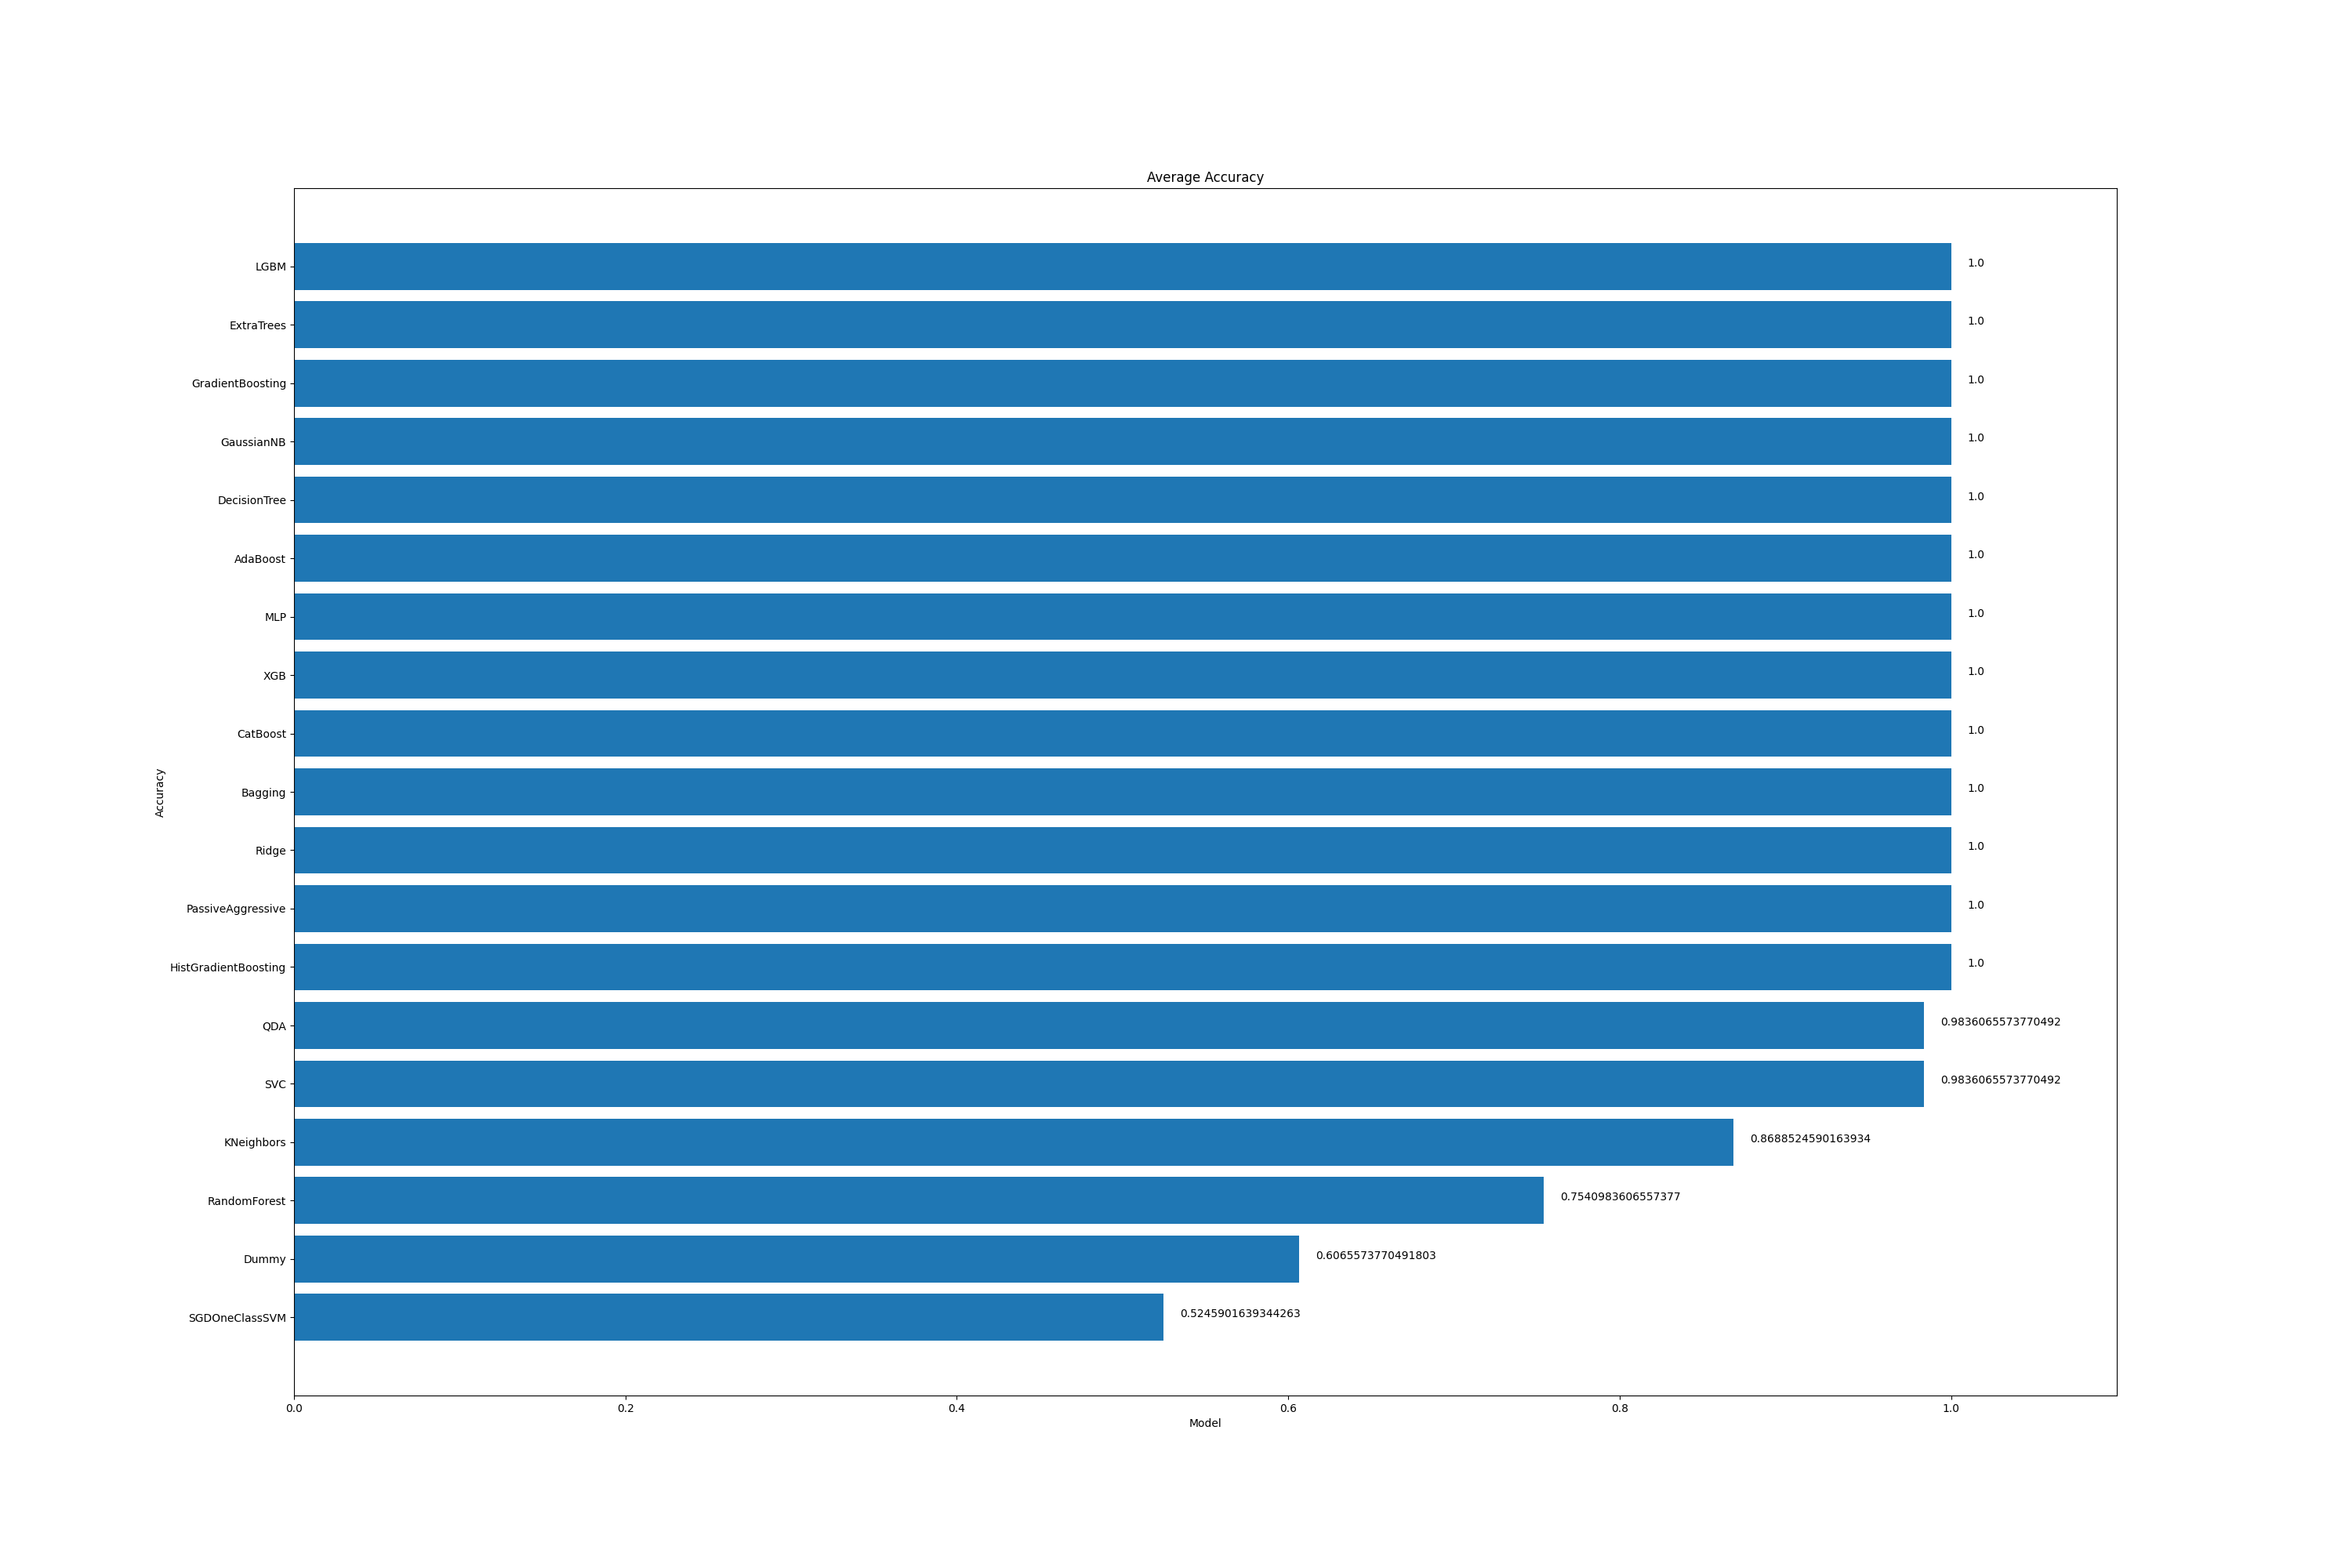 Average Accuracy
LGBM 1.0
ExtraTrees 1.0
GradientBoosting 1.0
GaussianNB 1.0
DecisionTree 1.0
AdaBoost 1.0
MLP 1.0
XGB 1.0
CatBoost 1.0
Bagging 1.0
Ridge 1.0
PassiveAggressive 1.0
HistGradientBoosting 1.0
QDA 0.9836065573770492
SVC 0.9836065573770492
KNeighbors 0.8688524590163934
RandomForest 0.7540983606557377
Dummy 0.6065573770491803
SGDOneClassSVM 0.5245901639344263
Accuracy
0.0 0.2 0.4 0.6 0.8 1.0
Model